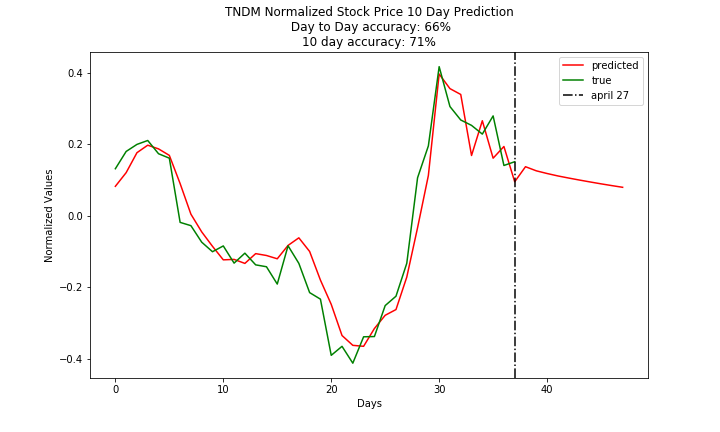 TNDM Normalized Stock Price 10 Day Prediction
Day to Day accuracy: 66%
10 day accuracy: 71%
predicted
true
april 27
Normalized Values
0.4
0.2
0.0
−0.2
−0.4
0
10
20
30
40
Days